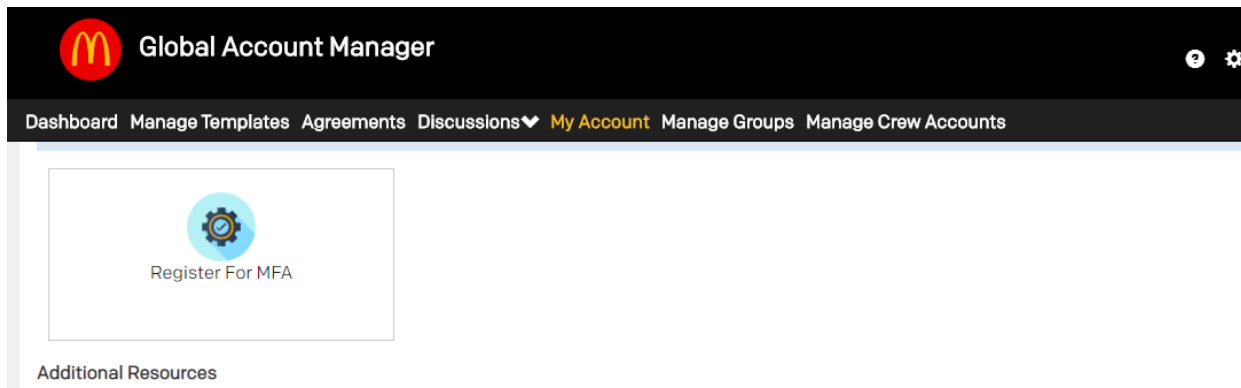 Global Account Manager
Dashboard Manage Templates Agreements Discussions My Account Manage Groups Manage Crew Accounts
Register For MFA
Additional Resources